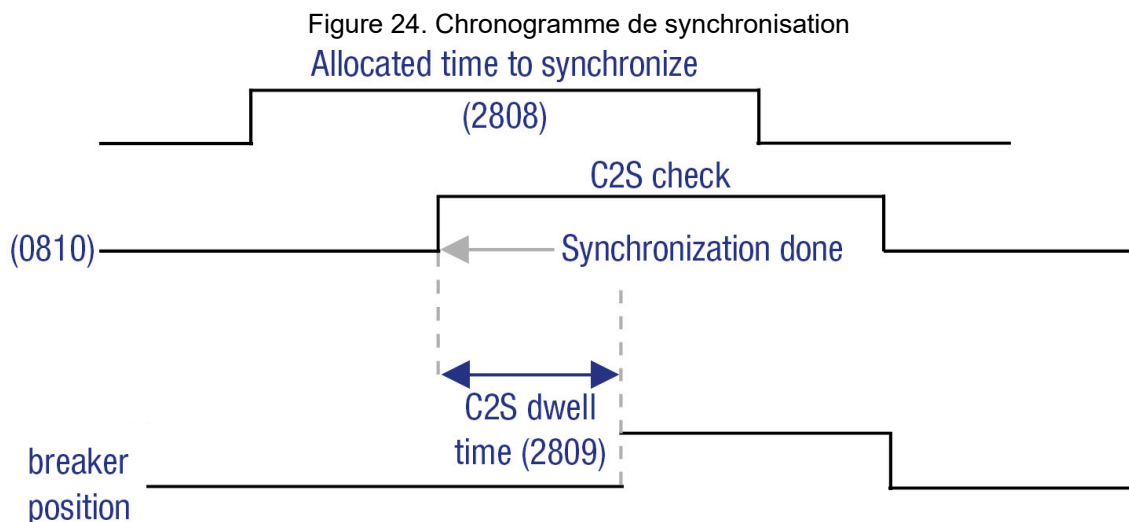 Figure 24. Chronogramme de synchronisation
Allocated time to synchronize
(2808)
C2S check
(0810)
Synchronization done
C2S dwell
time (2809)
breaker
position